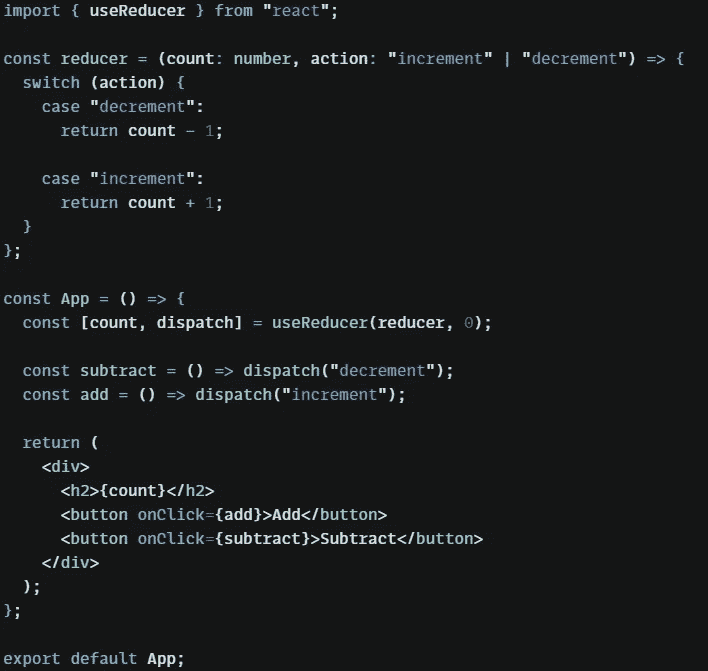 import { useReducer } from "react";
const reducer = (count: number, action: "increment" | "decrement") => {
switch (action) {
case "decrement":
return count - 1;
case "increment":
return count + 1;
}
};
const App = () => {
const [count, dispatch] = useReducer(reducer, 0);
const subtract = () => dispatch("decrement");
const add = () => dispatch("increment");
return (
<div>
<h2>{count}</h2>
<button onClick={add}>Add</button>
<button onClick={subtract}>Subtract</button>
</div>
);
};
export default App;